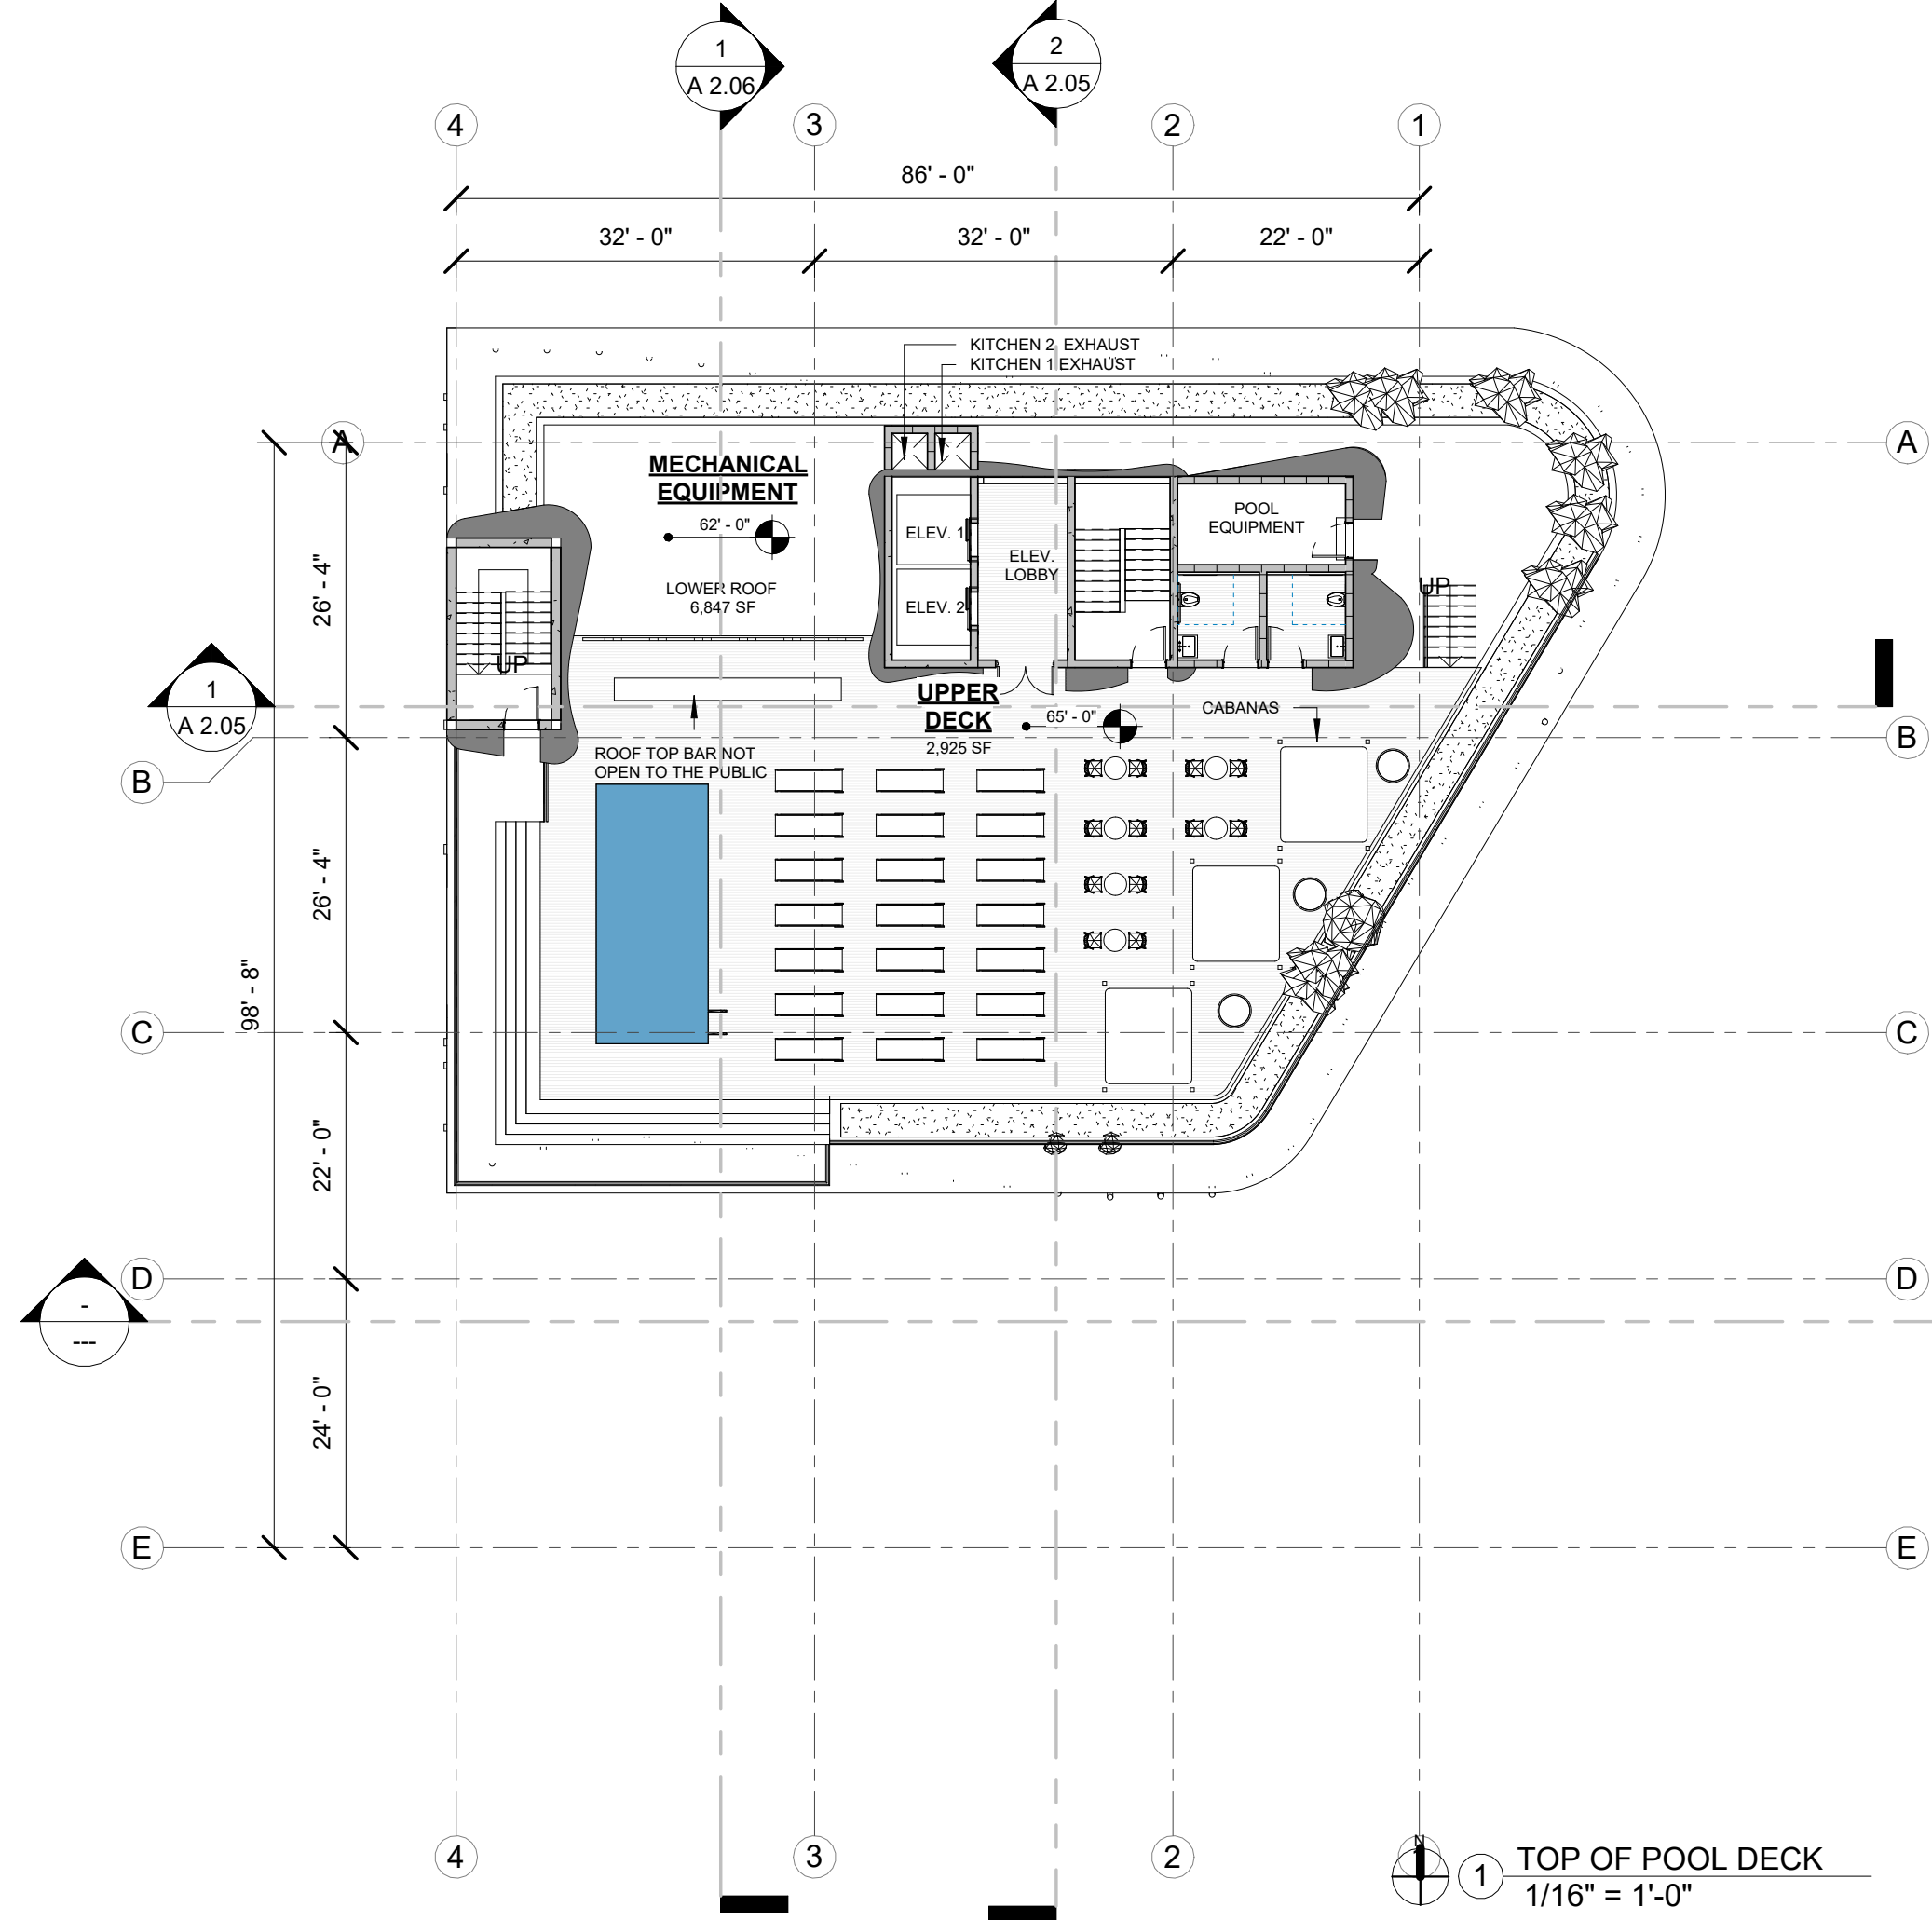 1
A 2.06
2
A 2.05
4
3
2
1
86' - 0"
32' - 0"
32' - 0"
22' - 0"
KITCHEN 2 EXHAUST
KITCHEN 1 EXHAUST
A
A
MECHANICAL
EQUIPMENT
62' - 0"
LOWER ROOF
6,847 SF
ELEV. 1
ELEV. 2
ELEV.
LOBBY
POOL
EQUIPMENT
UP
UP
26' - 4"
1
A 2.05
UPPER
DECK
2,925 SF
65' - 0"
CABANAS
B
B
ROOF TOP BAR NOT
OPEN TO THE PUBLIC
26' - 4"
98' - 8"
C
C
22' - 0"
D
D
-
---
24' - 0"
E
E
4
3
2
N
1
TOP OF POOL DECK
1/16" = 1'-0"